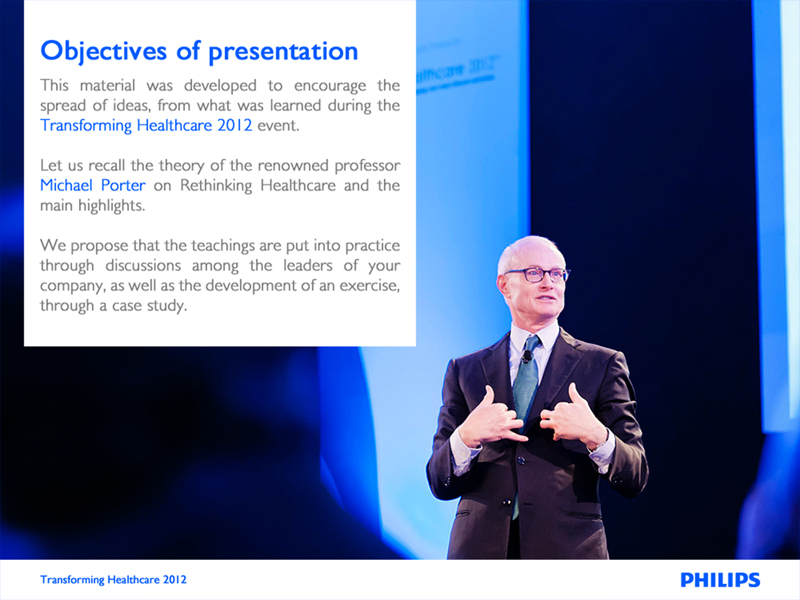 Objectives of presentation
This material was developed to encourage the
spread of ideas, from what was learned during the
Transforming Healthcare 2012 event.
Let us recall the theory of the renowned professor
Michael Porter on Rethinking Healthcare and the
main highlights.
We propose that the teachings are put into practice
through discussions among the leaders of your
company, as well as the development of an exercise,
through a case study.
2012
Transforming Healthcare 2012
PHILIPS